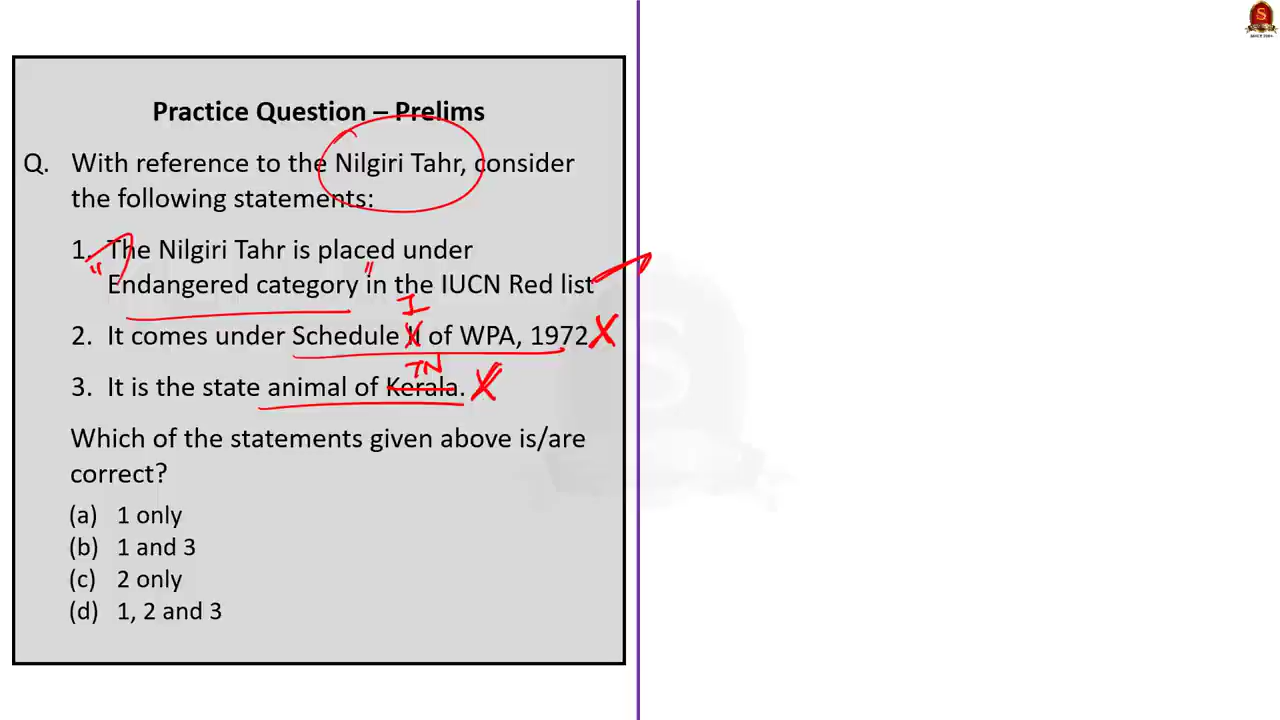 S
SINCE 2004
Practice Question – Prelims
Q. With reference to the Nilgiri Tahr, consider
the following statements:
1. The Nilgiri Tahr is placed under
" Endangered category " in the IUCN Red list
I
2. It comes under Schedule II of WPA, 1972 X
TN
3. It is the state animal of Kerala. X
Which of the statements given above is/are
correct?
(a) 1 only
(b) 1 and 3
(c) 2 only
(d) 1, 2 and 3